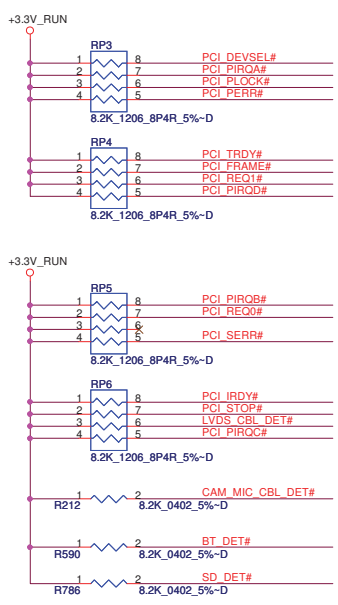 +3.3V_RUN
RP3
1 8 PCI_DEVSEL#
2 7 PCI_PIRQA#
3 6 PCI_PLOCK#
4 5 PCI_PERR#
8.2K_1206_8P4R_5%~D
RP4
1 8 PCI_TRDY#
2 7 PCI_FRAME#
3 6 PCI_REQ1#
4 5 PCI_PIRQD#
8.2K_1206_8P4R_5%~D
+3.3V_RUN
RP5
1 8 PCI_PIRQB#
2 7 PCI_REQ0#
3 6
4 5 PCI_SERR#
8.2K_1206_8P4R_5%~D
RP6
1 8 PCI_IRDY#
2 7 PCI_STOP#
3 6 LVDS_CBL_DET#
4 5 PCI_PIRQC#
8.2K_1206_8P4R_5%~D
1 2 CAM_MIC_CBL_DET#
R212 8.2K_0402_5%~D
1 2 BT_DET#
R590 8.2K_0402_5%~D
1 2 SD_DET#
R786 8.2K_0402_5%~D